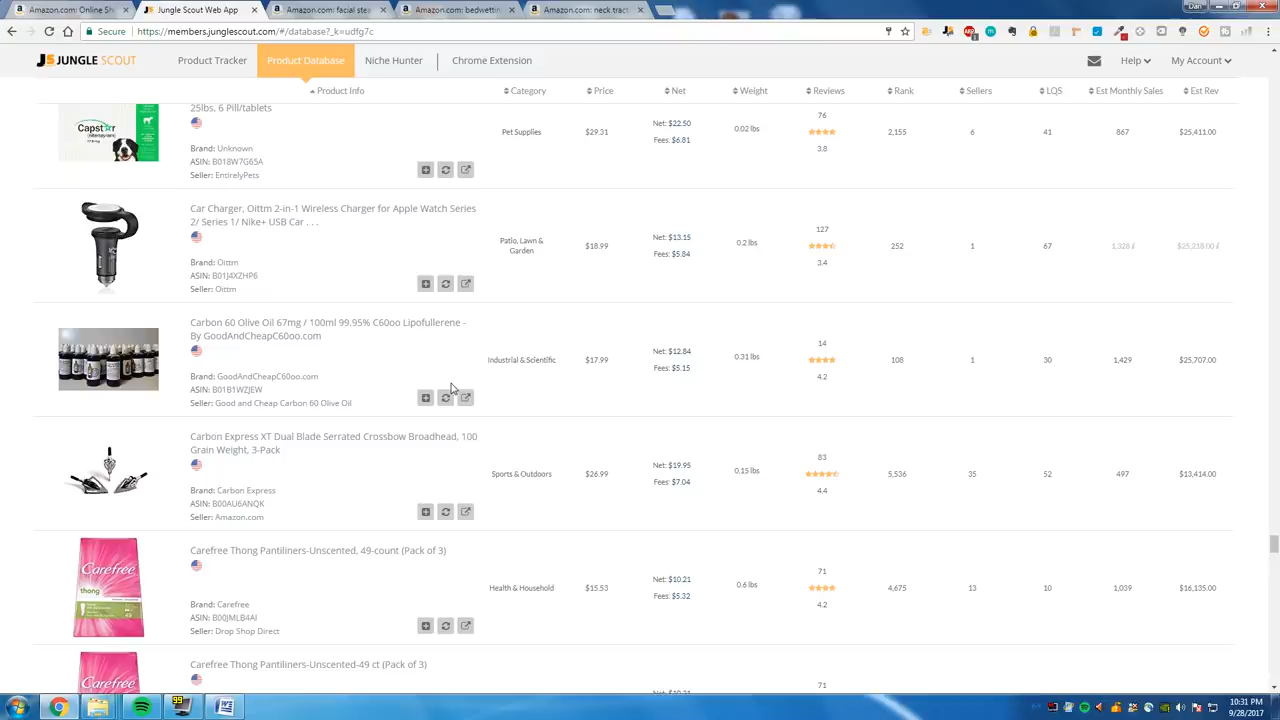 Amazon.com: Online Sh
Jungle Scout Web App
Amazon.com: facial stea
Amazon.com: bedwetting
Amazon.com: neck tract
Dan
Secure
https://members.junglescout.com/#/database?_k=udfg7c
JS JUNGLE SCOUT
Product Tracker
Product Database
Niche Hunter
Chrome Extension
Help
My Account
Product Info
Category
Price
Net
Weight
Reviews
Rank
Sellers
LQS
Est Monthly Sales
Est Rev
25lbs, 6 Pill/tablets
Brand: Unknown
ASIN: B018W7G65A
Seller: EntirelyPets
Capstar
Pet Supplies
$29.31
Net: $22.50
Fees: $6.81
0.02 lbs
76
3.8
2,155
6
41
867
$25,411.00
Car Charger, Oittm 2-in-1 Wireless Charger for Apple Watch Series
2/ Series 1/ Nike+ USB Car . . .
Brand: Oittm
ASIN: B01J4XZHP6
Seller: Oittm
Patio, Lawn &
Garden
$18.99
Net: $13.15
Fees: $5.84
0.2 lbs
127
3.4
252
1
67
1,328
$25,218.00
Carbon 60 Olive Oil 67mg / 100ml 99.95% C60oo Lipofullerene -
By GoodAndCheapC60oo.com
Brand: GoodAndCheapC60oo.com
ASIN: B01B1WZJEW
Seller: Good and Cheap Carbon 60 Olive Oil
Industrial & Scientific
$17.99
Net: $12.84
Fees: $5.15
0.31 lbs
14
4.2
108
1
30
1,429
$25,707.00
Carbon Express XT Dual Blade Serrated Crossbow Broadhead, 100
Grain Weight, 3-Pack
Brand: Carbon Express
ASIN: B00AU6ANQK
Seller: Amazon.com
Sports & Outdoors
$26.99
Net: $19.95
Fees: $7.04
0.15 lbs
83
4.4
5,536
35
52
497
$13,414.00
Carefree Thong Pantiliners-Unscented, 49-count (Pack of 3)
Brand: Carefree
ASIN: B00JMLB4AI
Seller: Drop Shop Direct
Carefree
thong
Health & Household
$15.53
Net: $10.21
Fees: $5.32
0.6 lbs
71
4.2
4,675
13
10
1,039
$16,135.00
Carefree Thong Pantiliners-Unscented-49 ct (Pack of 3)
Carefree
Net: $10.21
71
99
10:31 PM
9/28/2017